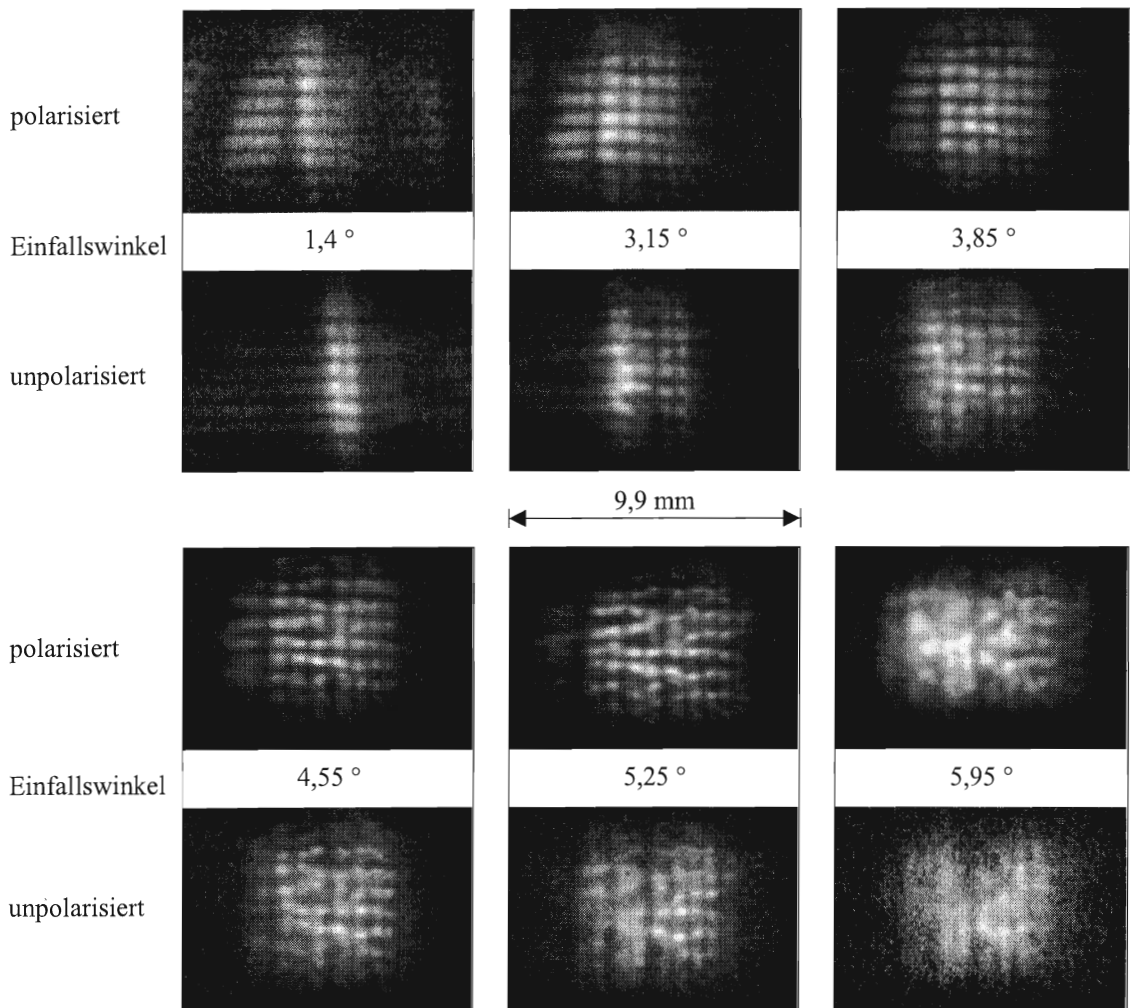 polarisiert
Einfallswinkel 1,4 ° 3,15 ° 3,85 °
unpolarisiert
9,9 mm
polarisiert
Einfallswinkel 4,55 ° 5,25 ° 5,95 °
unpolarisiert